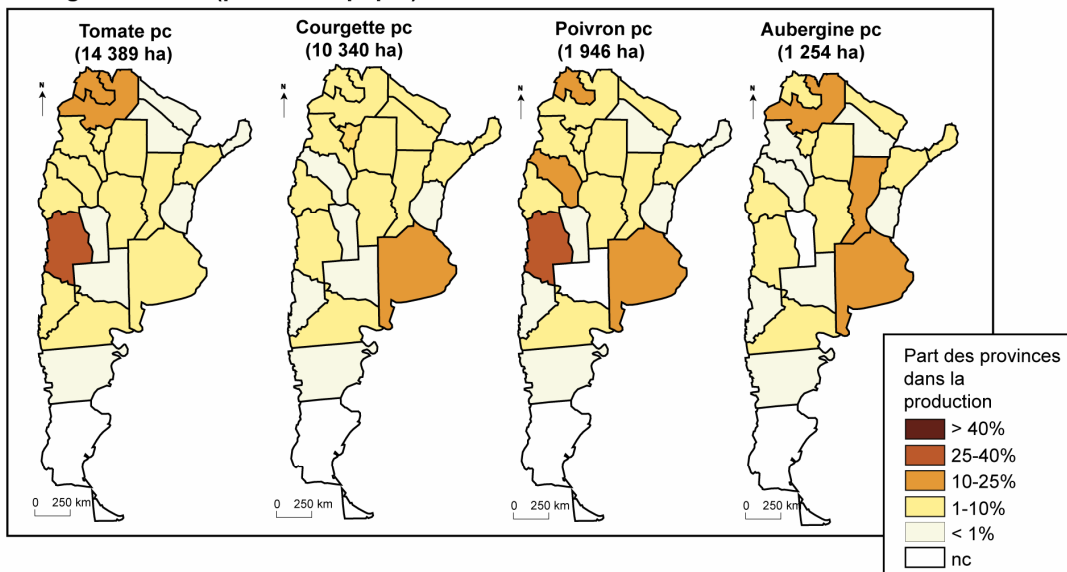 Tomate pc
(14 389 ha)
Courgette pc
(10 340 ha)
Poivron pc
(1 946 ha)
Aubergine pc
(1 254 ha)
N
N
N
N
0 250 km
0 250 km
0 250 km
0 250 km
Part des provinces
dans la
production
> 40%
25-40%
10-25%
1-10%
< 1%
nc